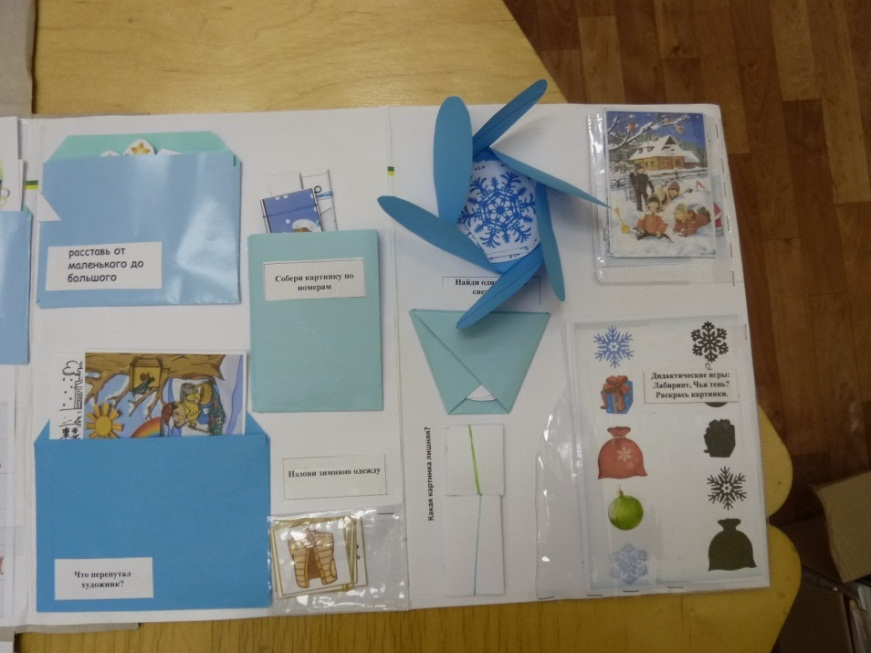 расставь от
маленького до
большого
Собери картинку по
номерам
Найди
Дидактические игры:
Лабиринт, Чья тень?
Раскрась картинки.
Назови зимнюю одежду
Какая картинка лишняя?
Что перепутал
художник?